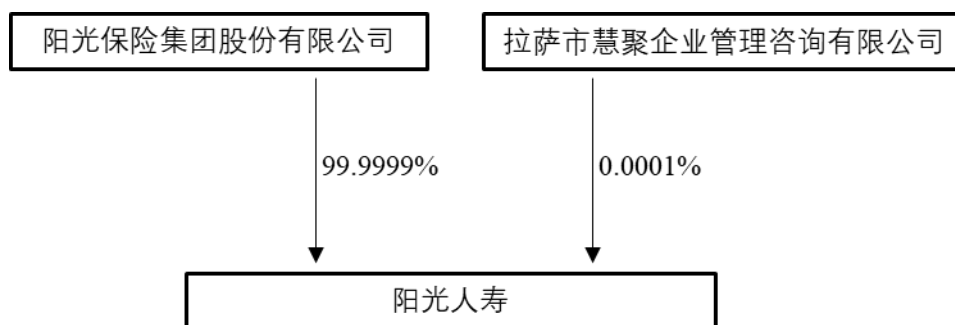 阳光保险集团股份有限公司
拉萨市慧聚企业管理咨询有限公司
99.9999%
0.0001%
阳光人寿